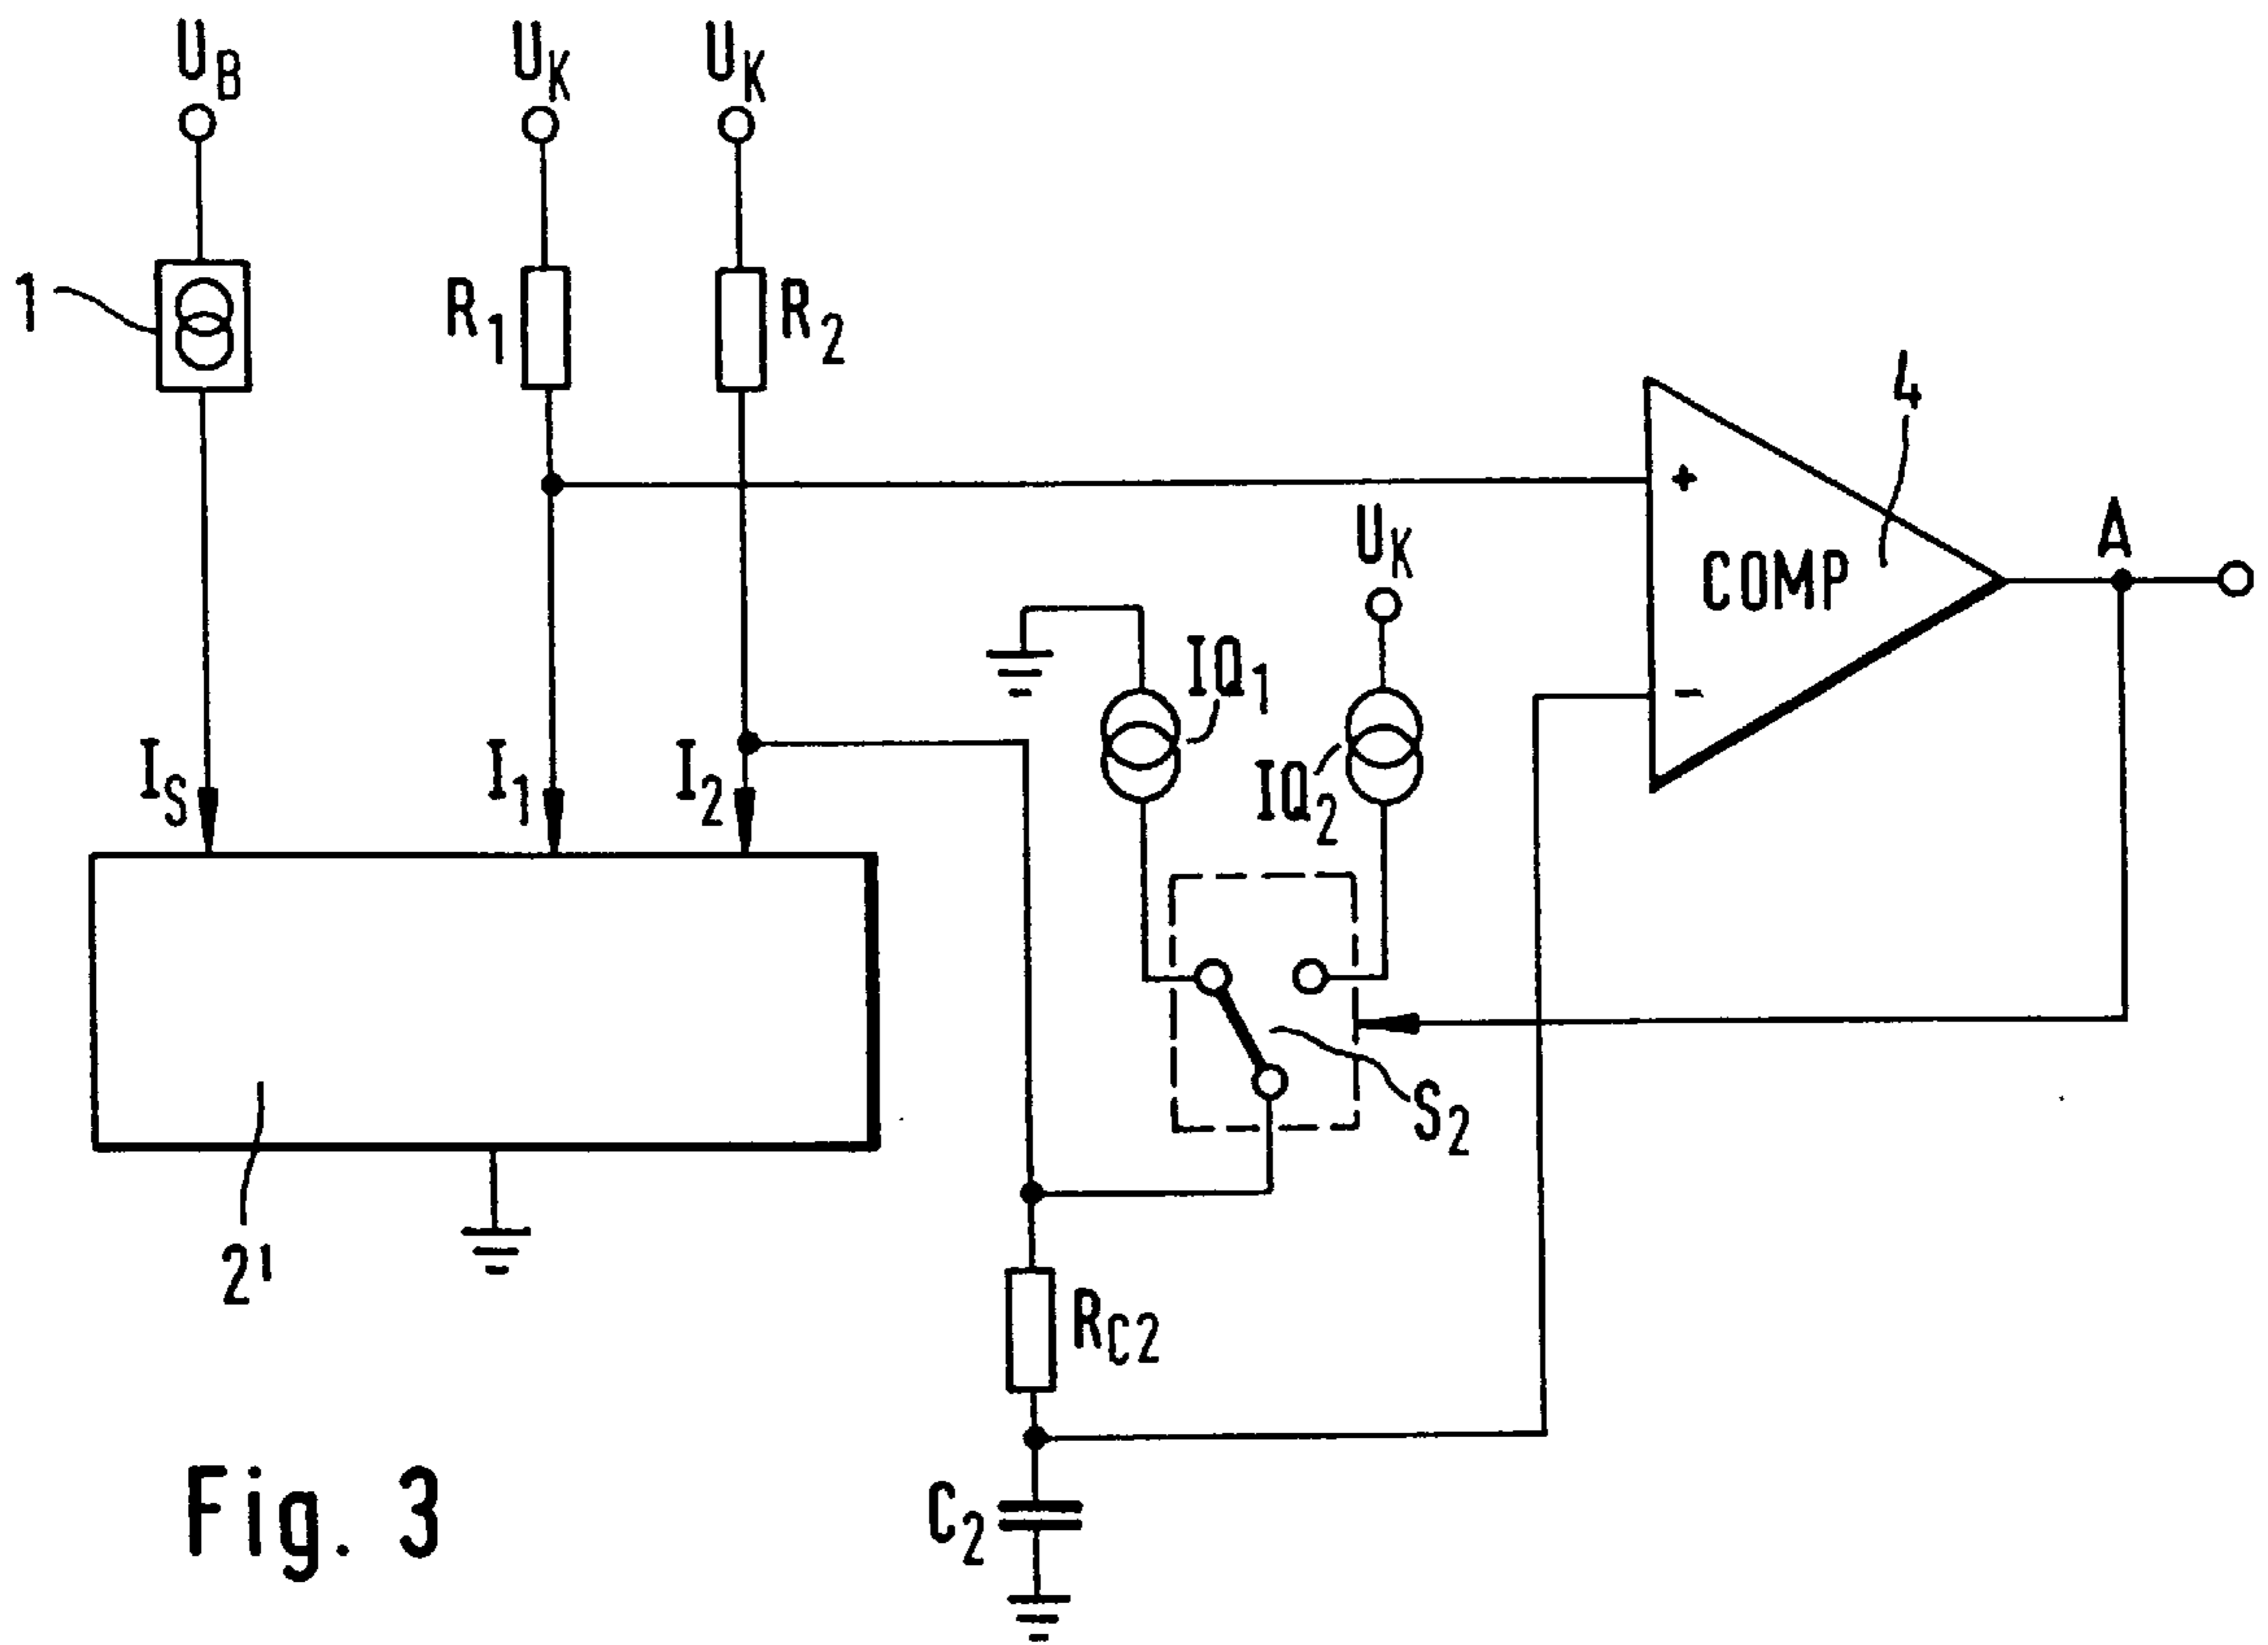 U_B
U_K
U_K
1
R_1
R_2
4
+
U_K
COMP
A
IQ_1
-
I_S
I_1
I_2
IQ_2
S_2
2'
R_C2
C_2
Fig. 3